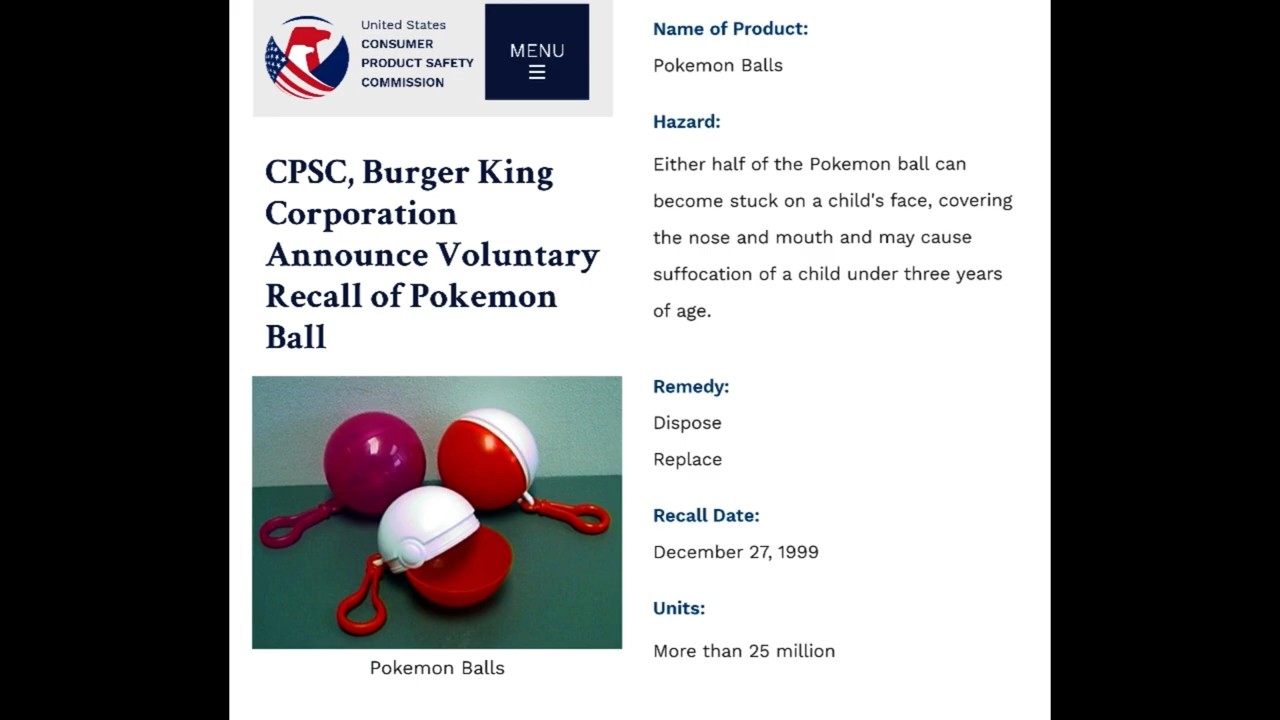 United States
CONSUMER
PRODUCT SAFETY
COMMISSION
MENU
CPSC, Burger King
Corporation
Announce Voluntary
Recall of Pokemon
Ball
Pokemon Balls
Name of Product:
Pokemon Balls
Hazard:
Either half of the Pokemon ball can
become stuck on a child's face, covering
the nose and mouth and may cause
suffocation of a child under three years
of age.
Remedy:
Dispose
Replace
Recall Date:
December 27, 1999
Units:
More than 25 million